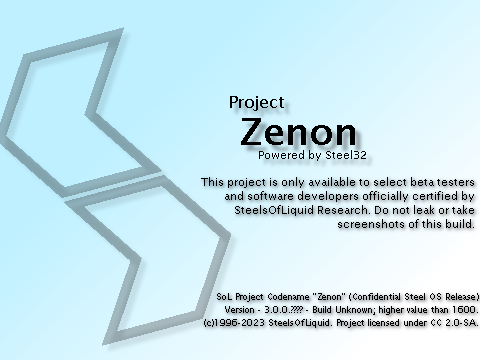 Project
Zenon
Powered by Steel32
This project is only available to select beta testers
and software developers officially certified by
SteelsOfLiquid Research. Do not leak or take
screenshots of this build.
SoL Project Codename "Zenon" (Confidential Steel OS Release)
Version - 3.0.0.???? - Build Unknown; higher value than 1600.
(c)1996-2023 SteelsOfLiquid. Project licensed under CC 2.0-SA.